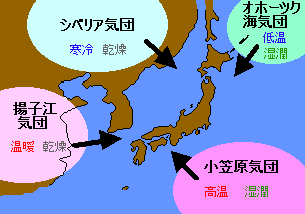 シベリア気団
寒冷 乾燥
オホーツク
海気団
低温
湿潤
揚子江
気団
温暖 乾燥
小笠原気団
高温 湿潤